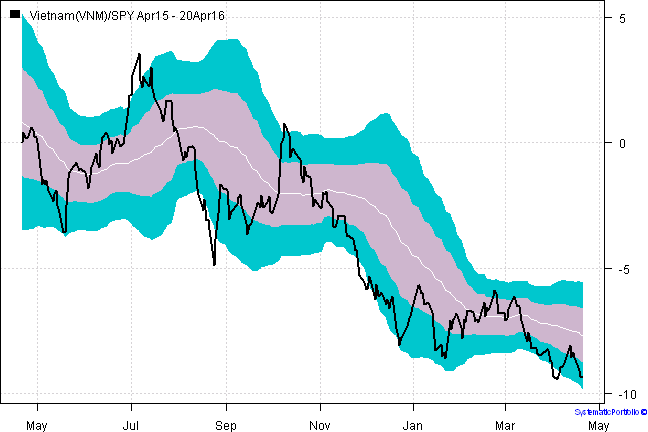 Vietnam(VNM)/SPY Apr15 - 20Apr16
5
0
-5
-10
SystematicPortfolio ©
May Jul Sep Nov Jan Mar May